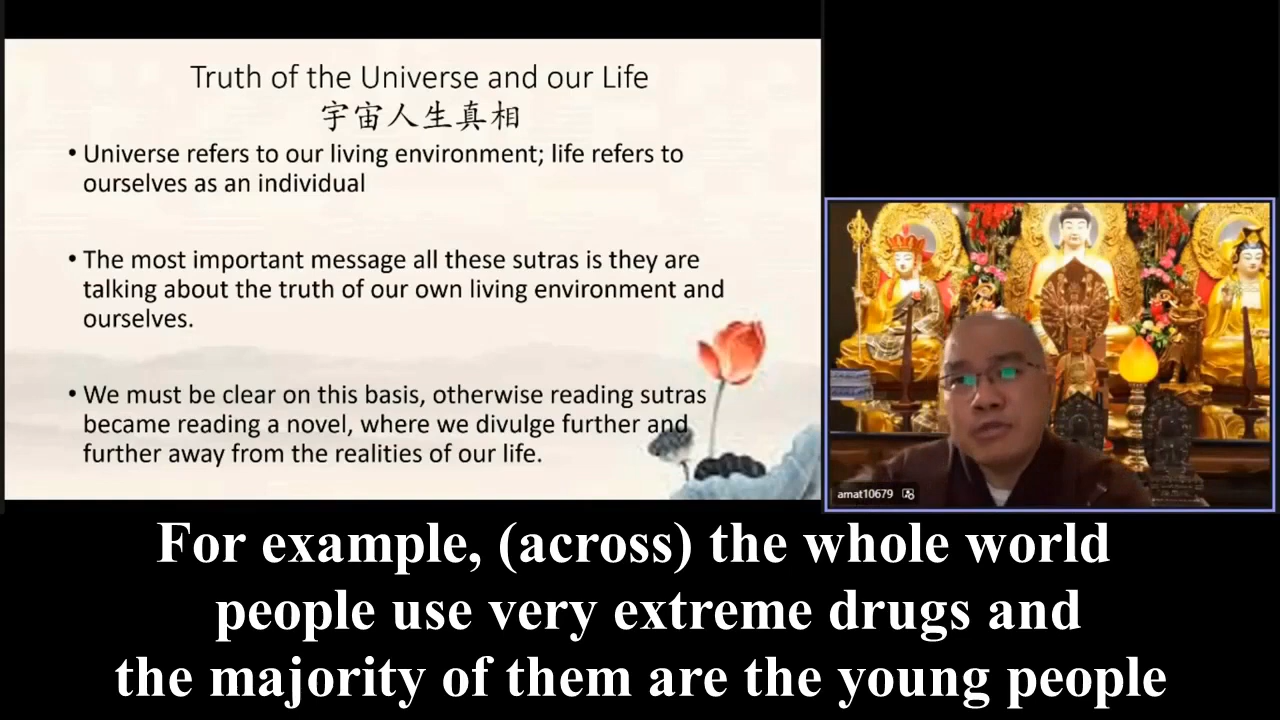 Truth of the Universe and our Life
宇宙人生真相
• Universe refers to our living environment; life refers to
ourselves as an individual
• The most important message all these sutras is they are
talking about the truth of our own living environment and
ourselves.
• We must be clear on this basis, otherwise reading sutras
became reading a novel, where we divulge further and
further away from the realities of our life.
amat10679
For example, (across) the whole world
people use very extreme drugs and
the majority of them are the young people